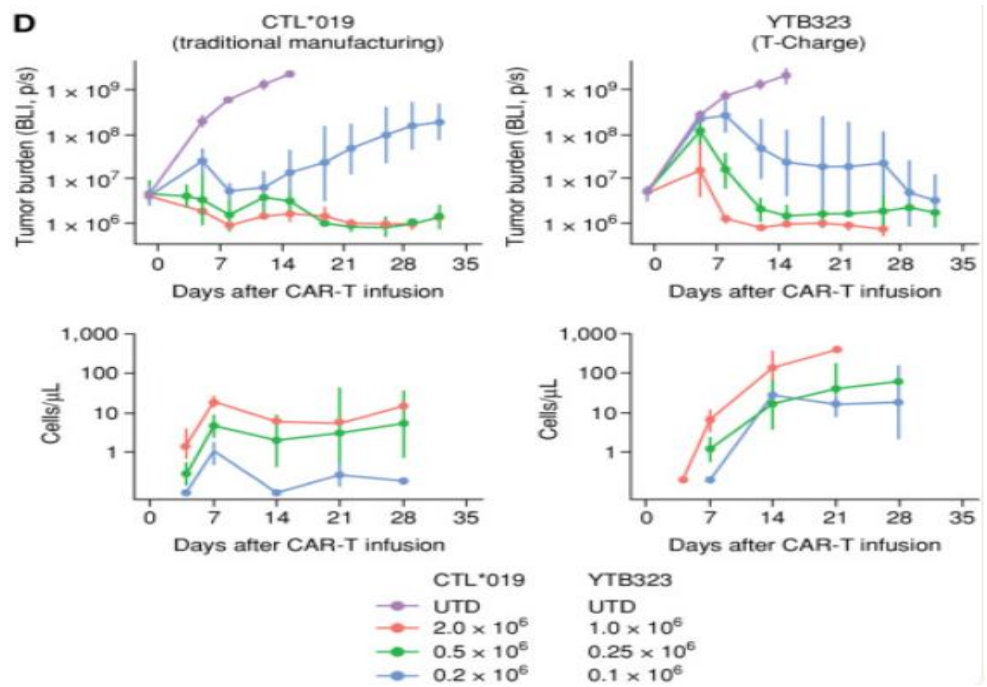 D
CTL*019
(traditional manufacturing)
YTB323
(T-Charge)
Tumor burden (BLI, p/s)
1 × 10⁹
1 × 10⁸
1 × 10⁷
1 × 10⁶
0 7 14 21 28 35
Days after CAR-T infusion
Tumor burden (BLI, p/s)
1 × 10⁹
1 × 10⁸
1 × 10⁷
1 × 10⁶
0 7 14 21 28 35
Days after CAR-T infusion
Cells/μL
1,000
100
10
1
0 7 14 21 28 35
Days after CAR-T infusion
Cells/μL
1,000
100
10
1
0 7 14 21 28 35
Days after CAR-T infusion
CTL*019 YTB323
UTD UTD
2.0 × 10⁶ 1.0 × 10⁶
0.5 × 10⁶ 0.25 × 10⁶
0.2 × 10⁶ 0.1 × 10⁶